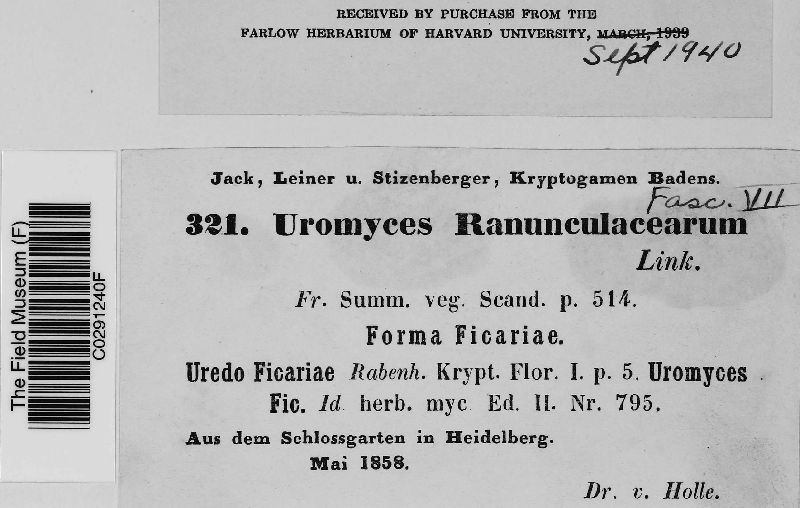 RECEIVED BY PURCHASE FROM THE
FARLOW HERBARIUM OF HARVARD UNIVERSITY, MARCH, 1939
Sept 1940
Jack, Leiner u. Stizenberger, Kryptogamen Badens.
Fasc. VII
321. Uromyces Ranunculacearum
Link.
Fr. Summ. veg. Scand. p. 514.
Forma Ficariae.
Uredo Ficariae Rabenh. Krypt. Flor. I. p. 5. Uromyces
Fic. Id. herb. myc Ed. II. Nr. 795.
Aus dem Schlossgarten in Heidelberg.
Mai 1858.
Dr. v. Holle.
The Field Museum (F)
C0291240F